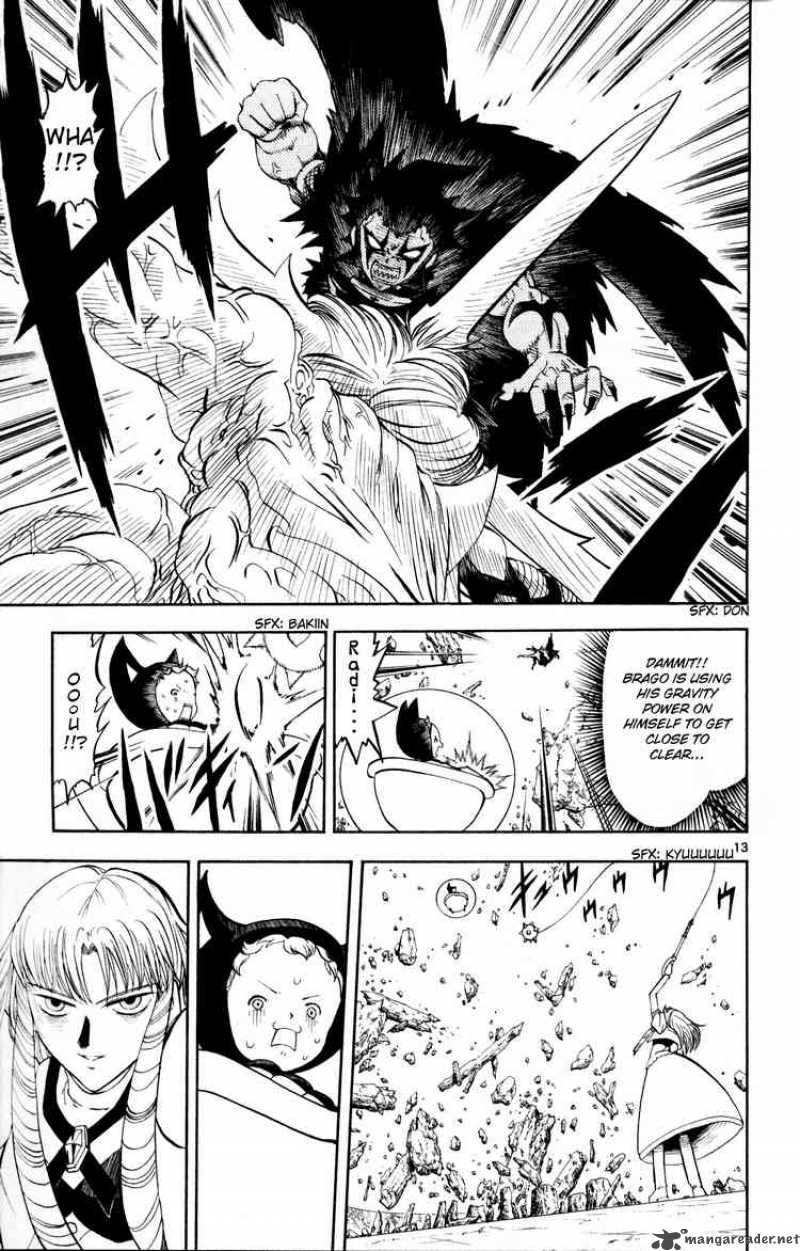 WHA
!!?
SFX: DON
DAMMIT!!
BRAGO IS USING
HIS GRAVITY
POWER ON
HIMSELF TO GET
CLOSE TO
CLEAR...
Radi...
SFX: BAKIIN
Ooou
!!?
13
SFX: KYUUUUUU
mangareader.net